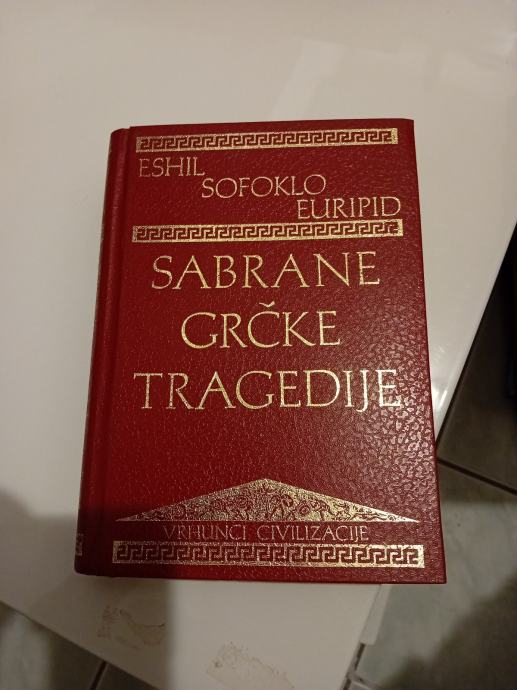 ESHIL
SOFOKLO
EURIPID
SABRANE
GRČKE
TRAGEDIJE
VRHUNCI CIVILIZACIJE